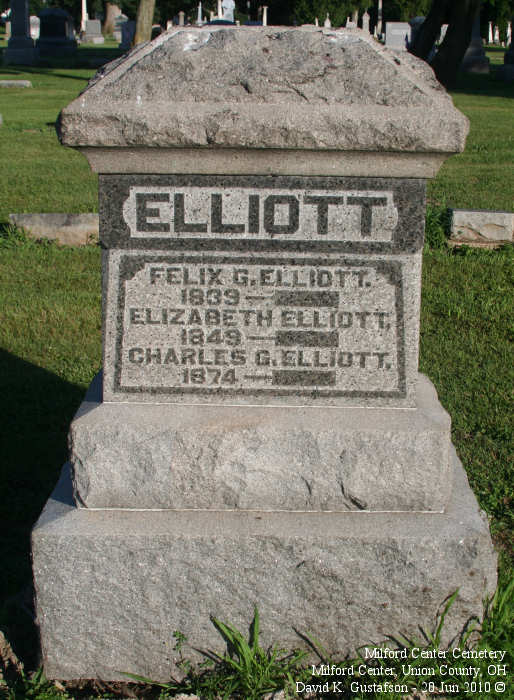 ELLIOTT
FELIX G. ELLIOTT.
1839 —
ELIZABETH ELLIOTT,
1849 —
CHARLES G. ELLIOTT,
1874 —
Milford Center Cemetery
Milford Center, Union County, OH
David K. Gustafson - 28 Jun 2010 ©